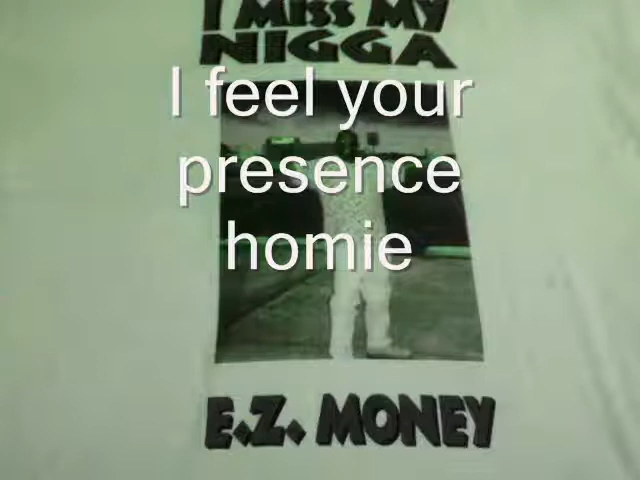 I MISS MY
NIGGA
I feel your
presence
homie
E.Z. MONEY